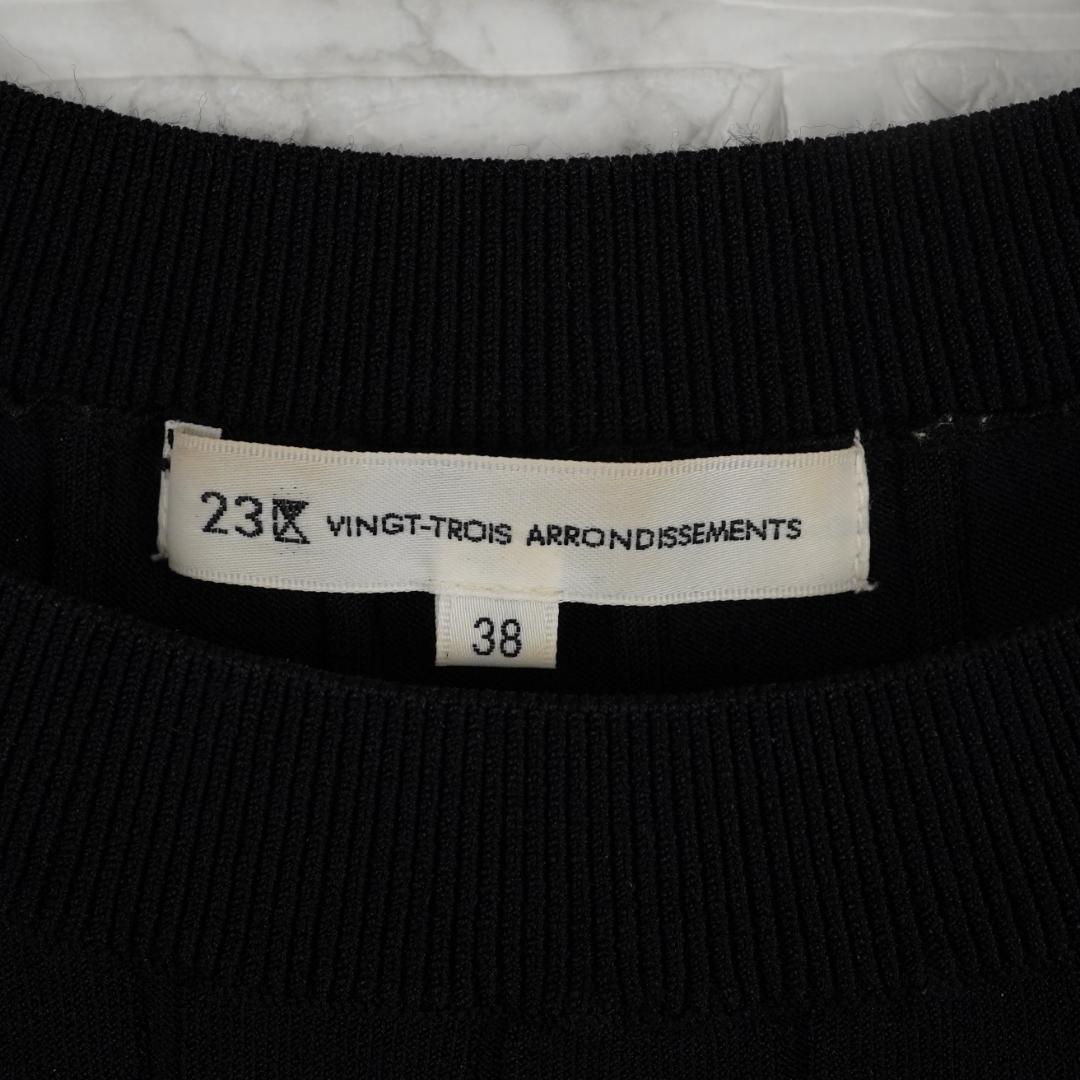 23区 VINGT-TROIS ARRONDISSEMENTS
38